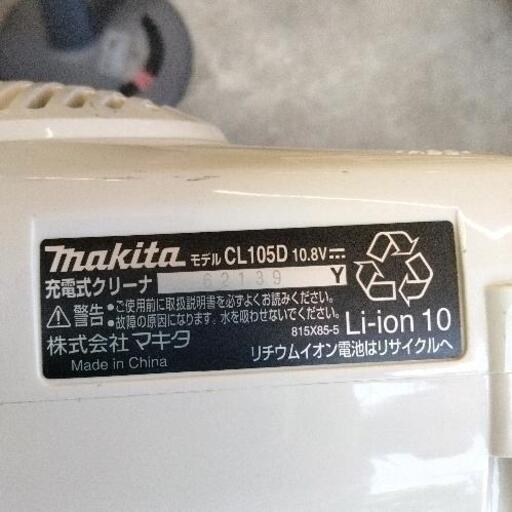 makita モデル CL105D 10.8V⎓
充電式クリーナ 62139 Y
警告 •ご使用前に取扱説明書を必ずよくお読みください。
•故障の原因になります。水を吸わせないでください。
815X85-5 Li-ion 10
株式会社 マキタ
Made in China
リチウムイオン電池はリサイクルへ